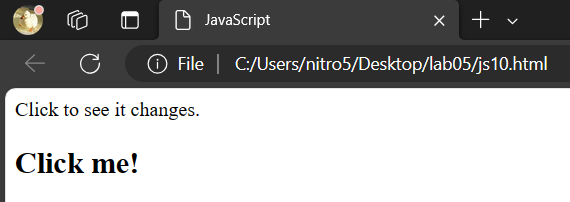 JavaScript
File | C:/Users/nitro5/Desktop/lab05/js10.html
Click to see it changes.
Click me!